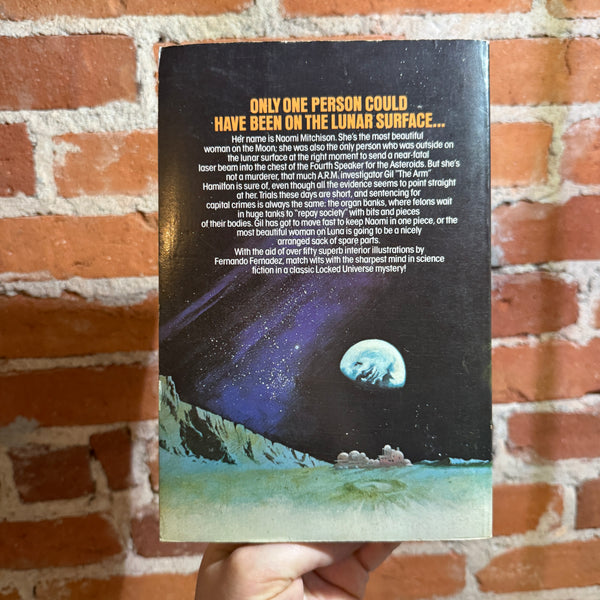 ONLY ONE PERSON COULD
HAVE BEEN ON THE LUNAR SURFACE...
Her name is Naomi Mitchison. She's the most beautiful
woman on the Moon; she was also the only person who was outside on
the lunar surface at the right moment to send a near-fatal
laser beam into the chest of the Fourth Speaker for the Asteroids. But she's
not a murderer, that much A.R.M. investigator Gil "The Arm"
Hamilton is sure of, even though all the evidence seems to point straight
at her. Trials these days are short, and sentencing for
capital crimes is always the same: the organ banks, where felons wait
in huge tanks to "repay society" with bits and pieces
of their bodies. Gil has got to move fast to keep Naomi in one piece, or the
most beautiful woman on Luna is going to be a nicely
arranged sack of spare parts.
With the aid of over fifty superb interior illustrations by
Fernando Fernadez, match wits with the sharpest mind in science
fiction in a classic Locked Universe mystery!